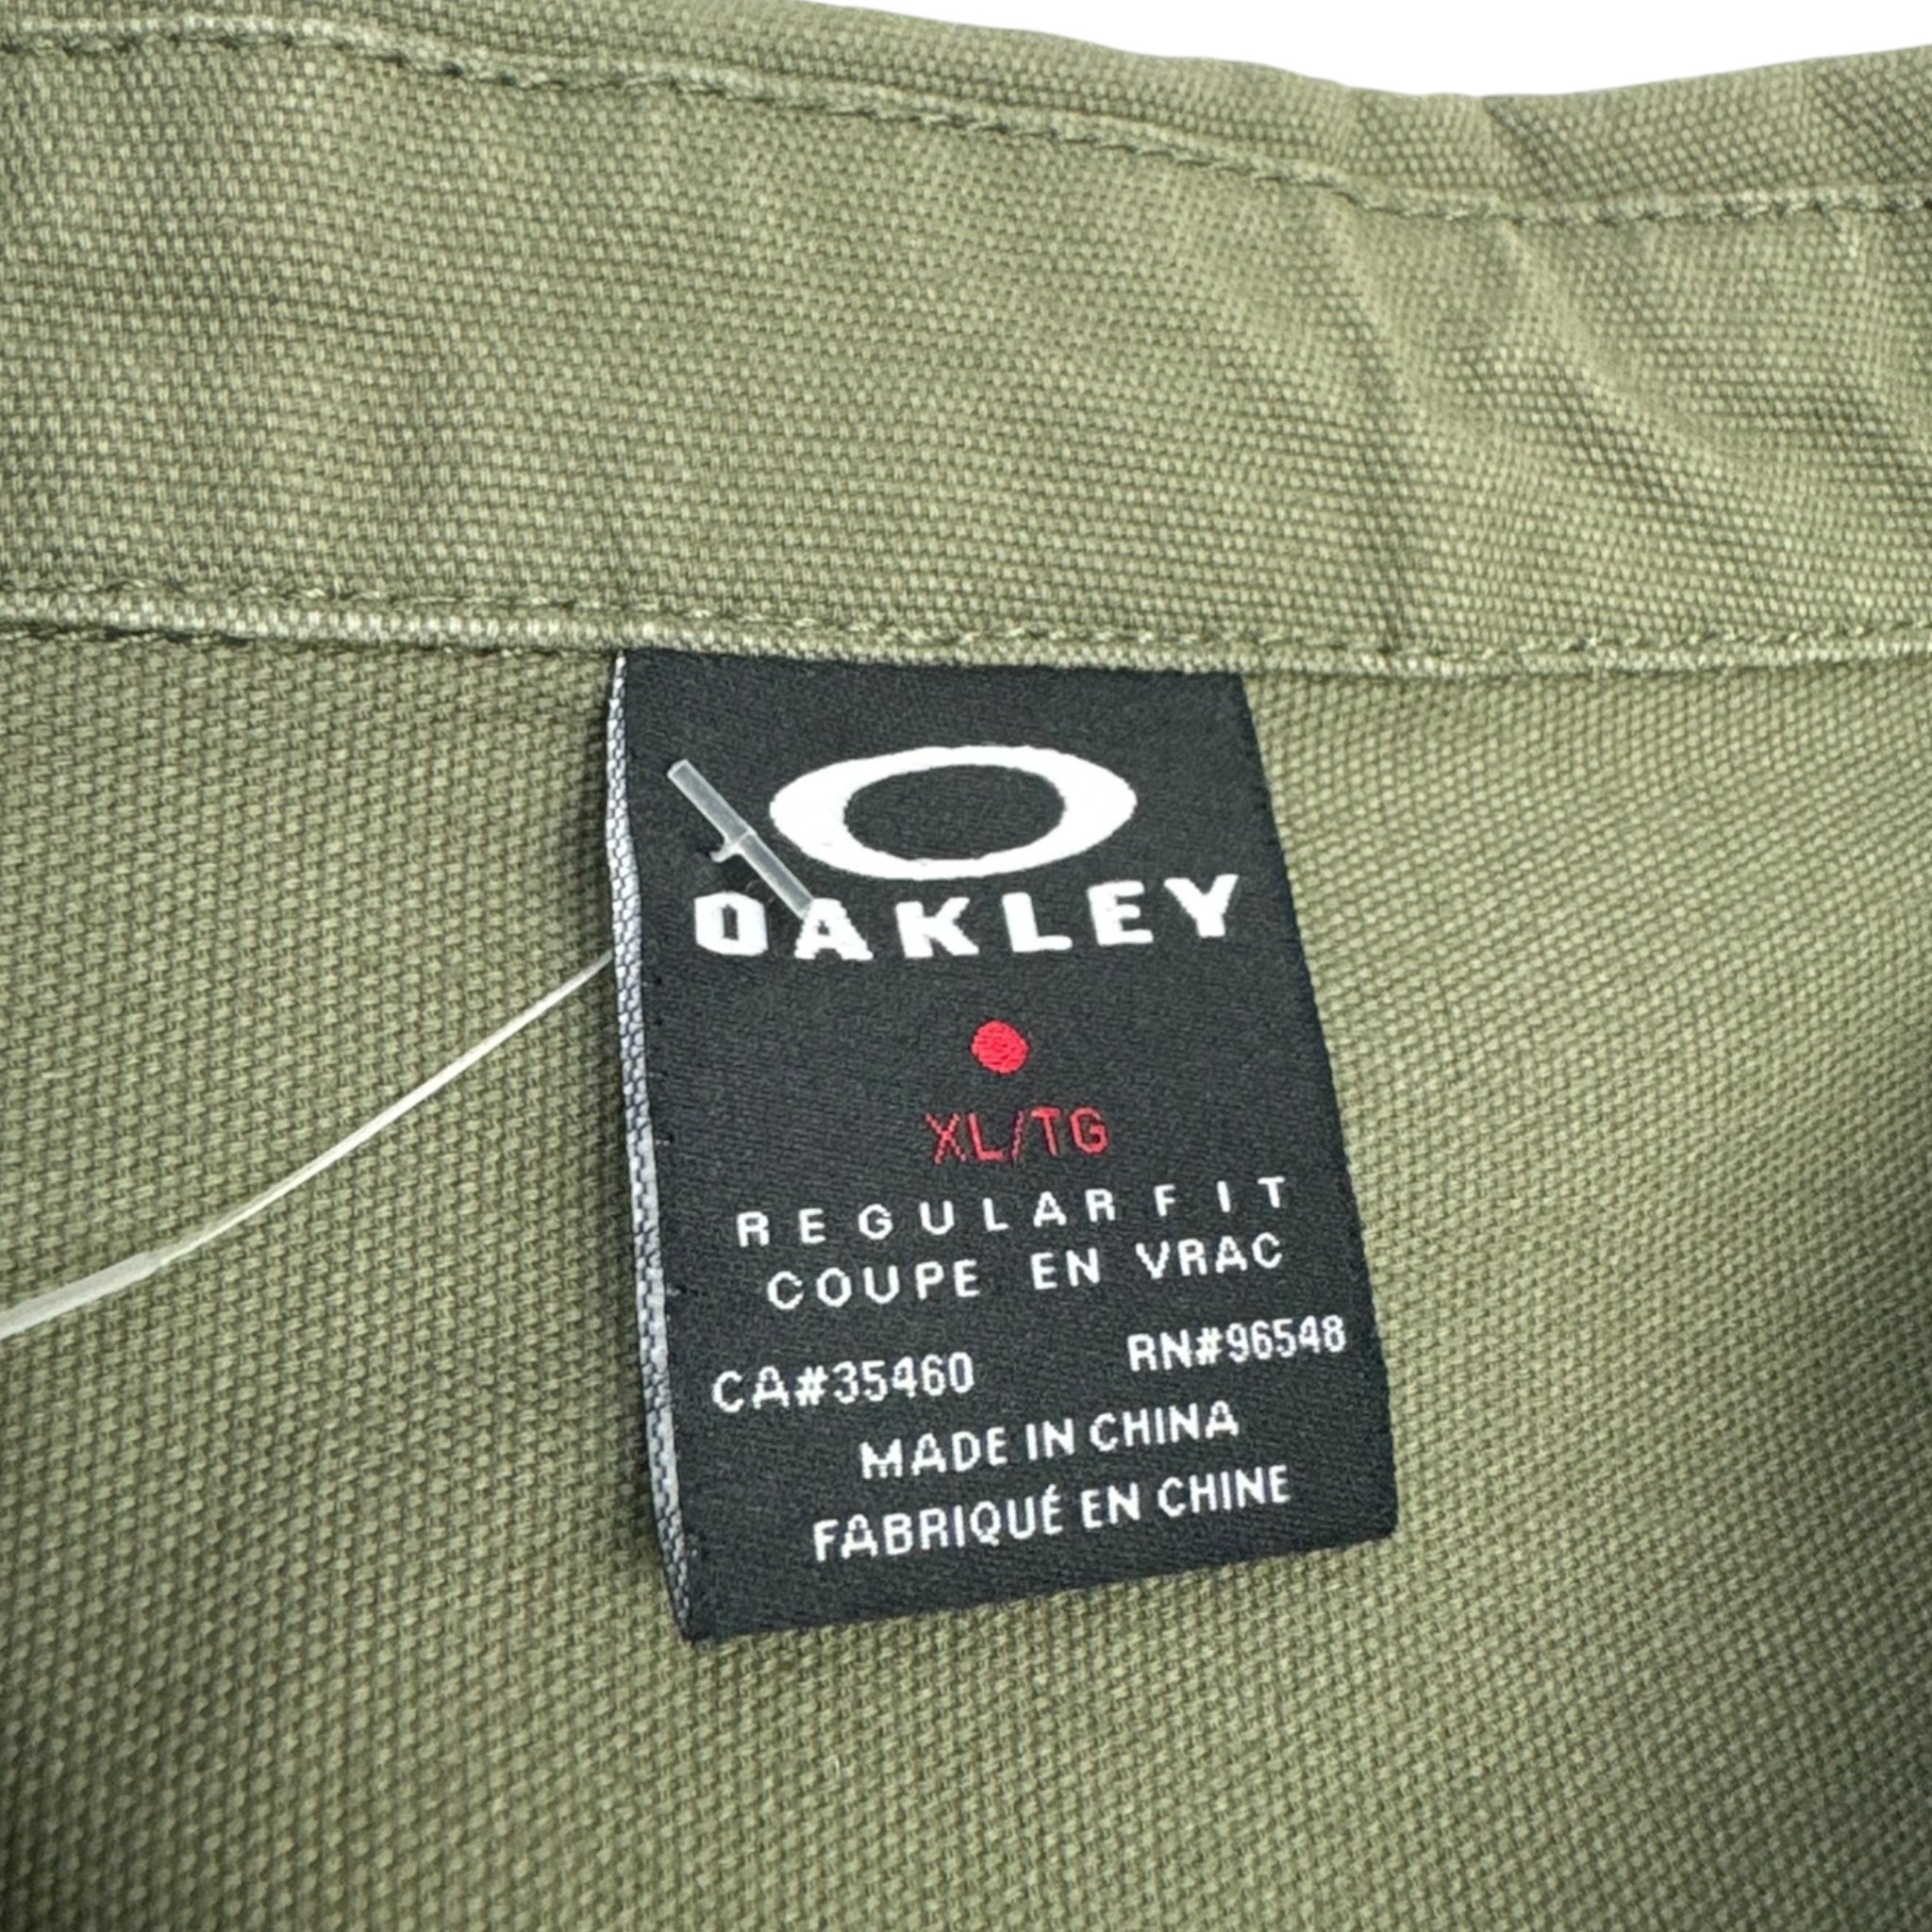 OAKLEY
XL/TG
REGULAR FIT
COUPE EN VRAC
CA#35460 RN#96548
MADE IN CHINA
FABRIQUÉ EN CHINE